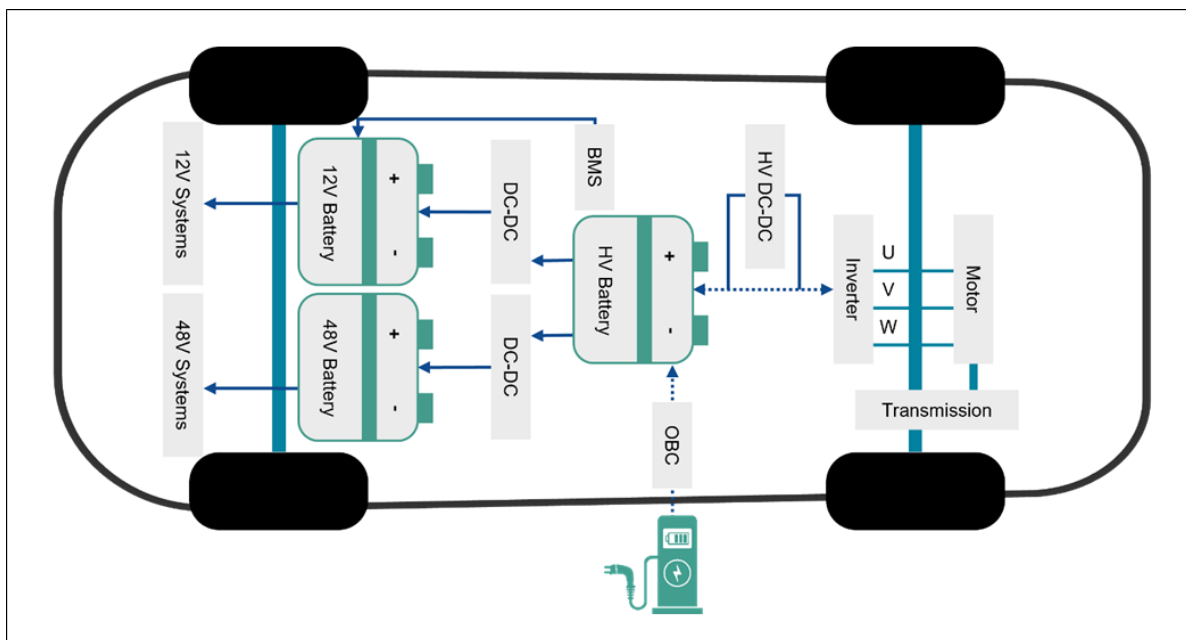 12V Systems
12V Battery
+
-
DC-DC
BMS
HV DC-DC
HV Battery
+
-
Inverter
U
V
W
Motor
48V Systems
48V Battery
+
-
DC-DC
OBC
Transmission